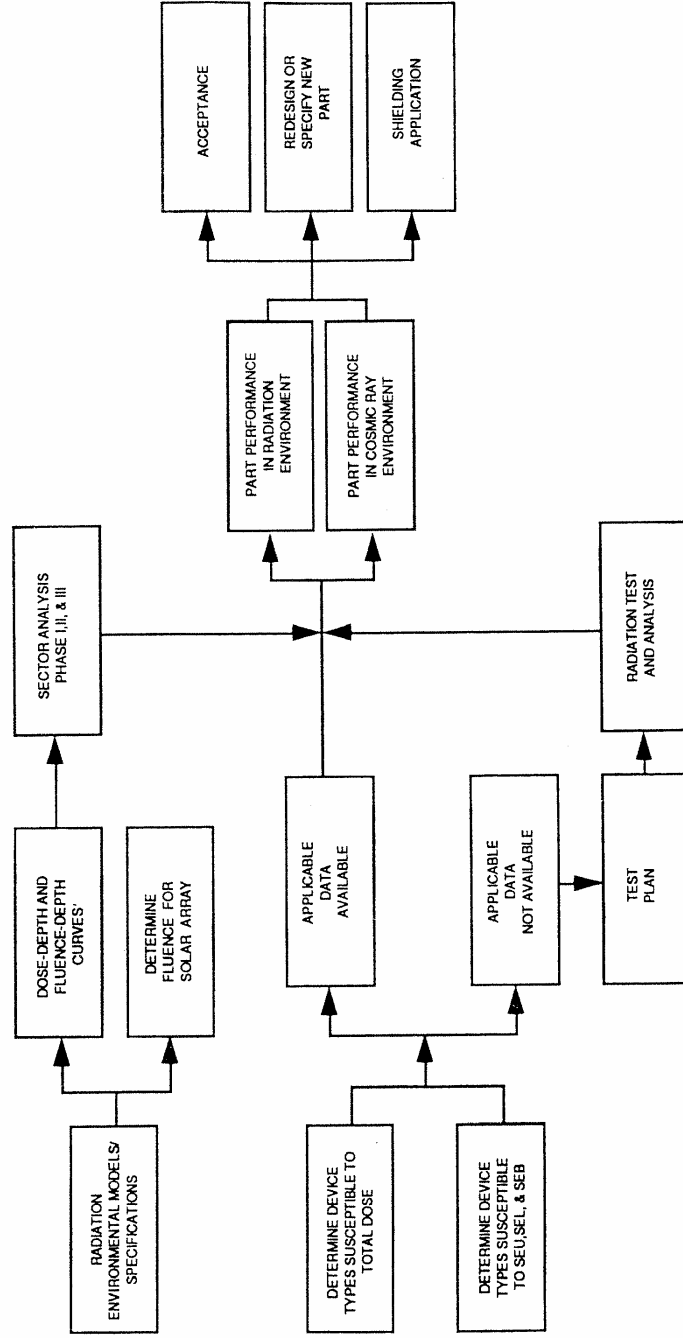 RADIATION
ENVIRONMENTAL MODELS/
SPECIFICATIONS
DOSE-DEPTH AND
FLUENCE-DEPTH
CURVES'
SECTOR ANALYSIS
PHASE I,II, & III
DETERMINE
FLUENCE FOR
SOLAR ARRAY
DETERMINE DEVICE
TYPES SUSCEPTIBLE TO
TOTAL DOSE
DETERMINE DEVICE
TYPES SUSCEPTIBLE
TO SEU,SEL, & SEB
APPLICABLE
DATA
AVAILABLE
APPLICABLE
DATA
NOT AVAILABLE
TEST
PLAN
RADIATION TEST
AND ANALYSIS
PART PERFORMANCE
IN RADIATION
ENVIRONMENT
PART PERFORMANCE
IN COSMIC RAY
ENVIRONMENT
ACCEPTANCE
REDESIGN OR
SPECIFY NEW
PART
SHIELDING
APPLICATION